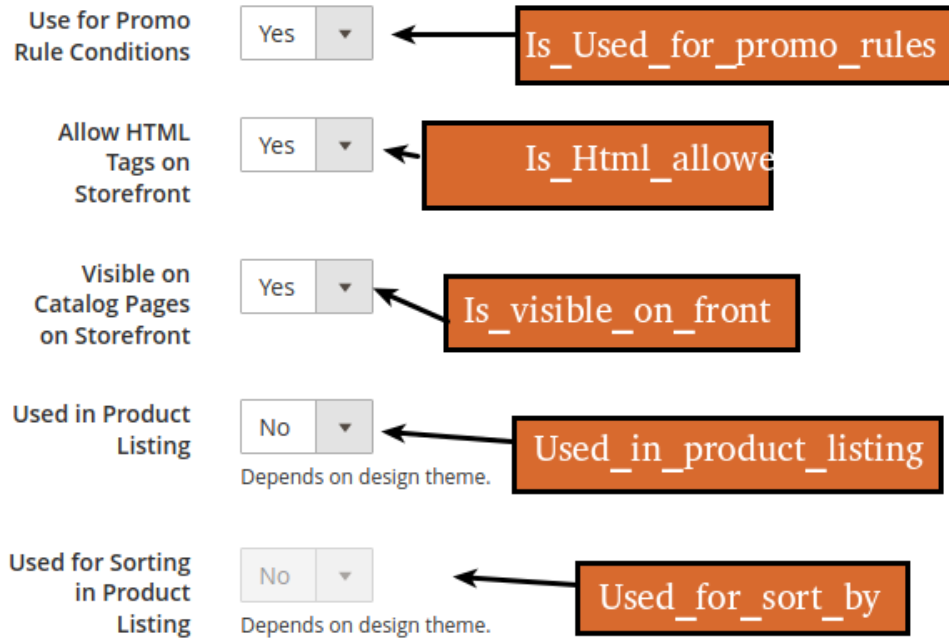 Use for Promo
Rule Conditions
Yes
Is_Used_for_promo_rules
Allow HTML
Tags on
Storefront
Yes
Is_Html_allowe
Visible on
Catalog Pages
on Storefront
Yes
Is_visible_on_front
Used in Product
Listing
No
Depends on design theme.
Used_in_product_listing
Used for Sorting
in Product
Listing
No
Depends on design theme.
Used_for_sort_by